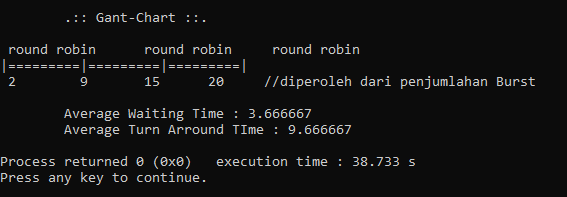 .:: Gant-Chart ::.
round robin      round robin     round robin
|=========|=========|=========|
2        9       15      20     //diperoleh dari penjumlahan Burst
Average Waiting Time : 3.666667
Average Turn Arround TIme : 9.666667
Process returned 0 (0x0)   execution time : 38.733 s
Press any key to continue.